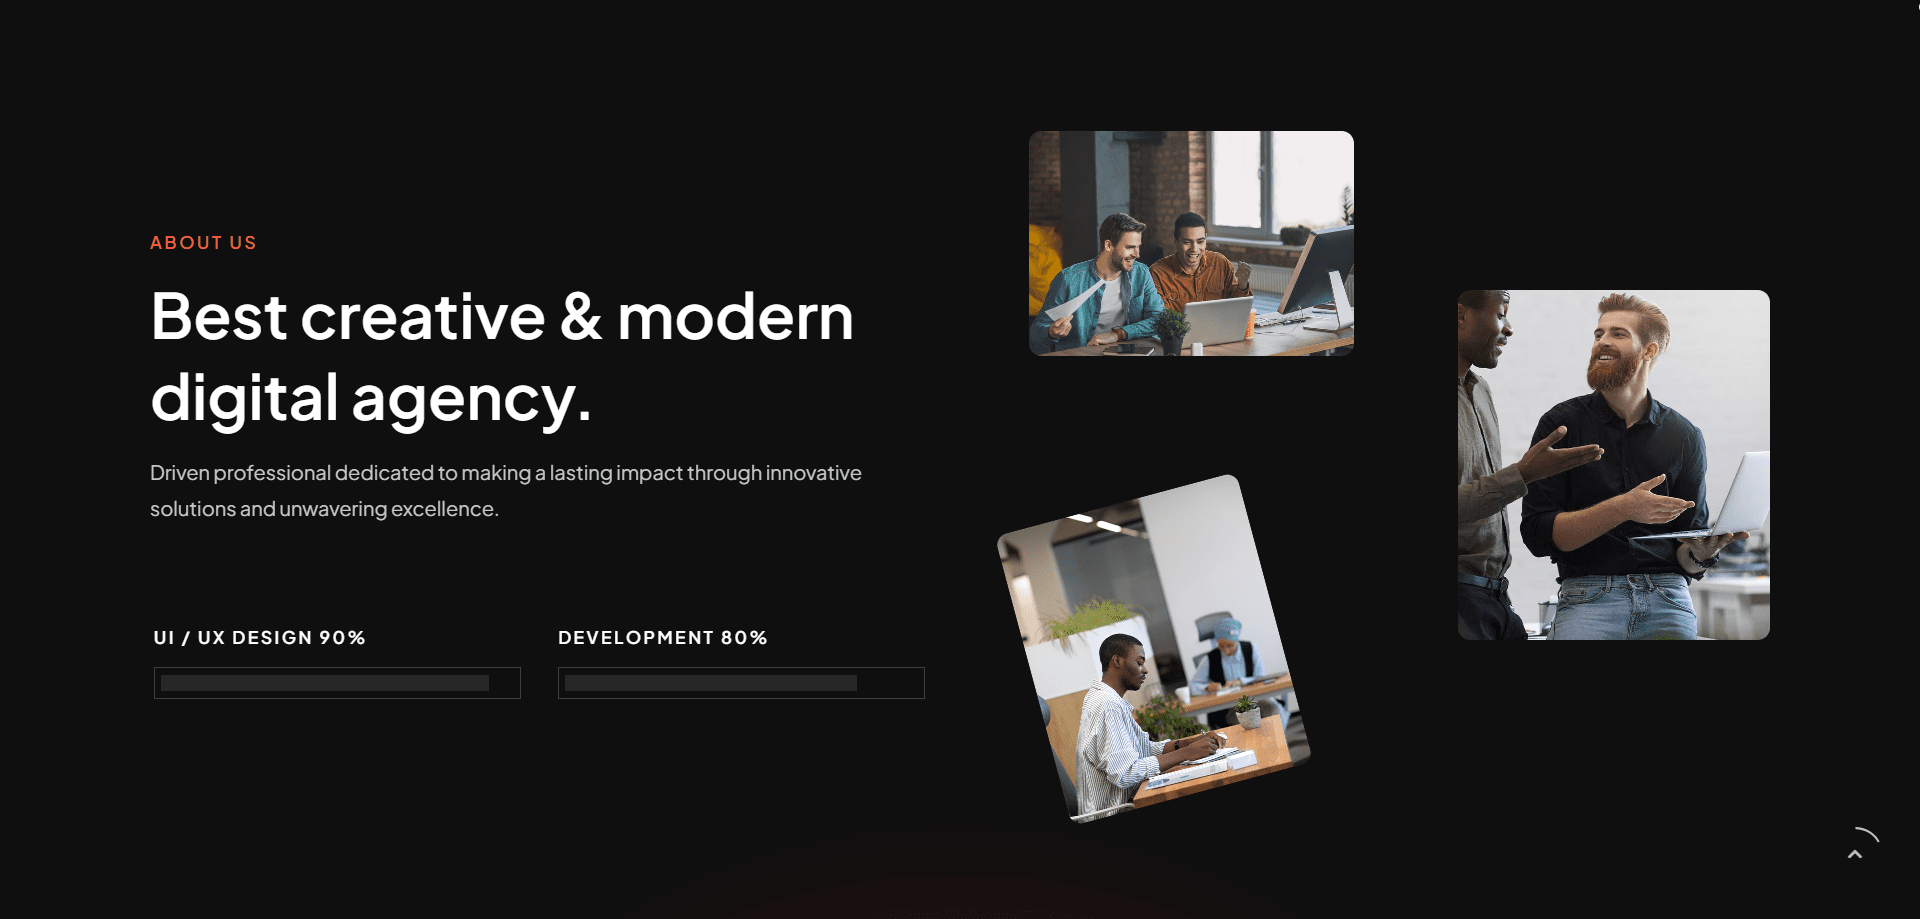 ABOUT US
Best creative & modern
digital agency.
Driven professional dedicated to making a lasting impact through innovative
solutions and unwavering excellence.
UI / UX DESIGN 90%
DEVELOPMENT 80%